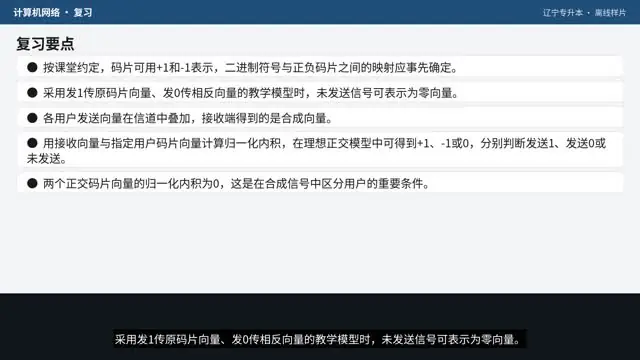 计算机网络 • 复习
辽宁专升本 • 离线样片
复习要点
● 按课堂约定，码片可用+1和-1表示，二进制符号与正负码片之间的映射应事先确定。
● 采用发1传原码片向量、发0传相反向量的教学模型时，未发送信号可表示为零向量。
● 各用户发送向量在信道中叠加，接收端得到的是合成向量。
● 用接收向量与指定用户码片向量计算归一化内积，在理想正交模型中可得到+1、-1或0，分别判断发送1、发送0或
未发送。
● 两个正交码片向量的归一化内积为0，这是在合成信号中区分用户的重要条件。
采用发1传原码片向量、发0传相反向量的教学模型时，未发送信号可表示为零向量。